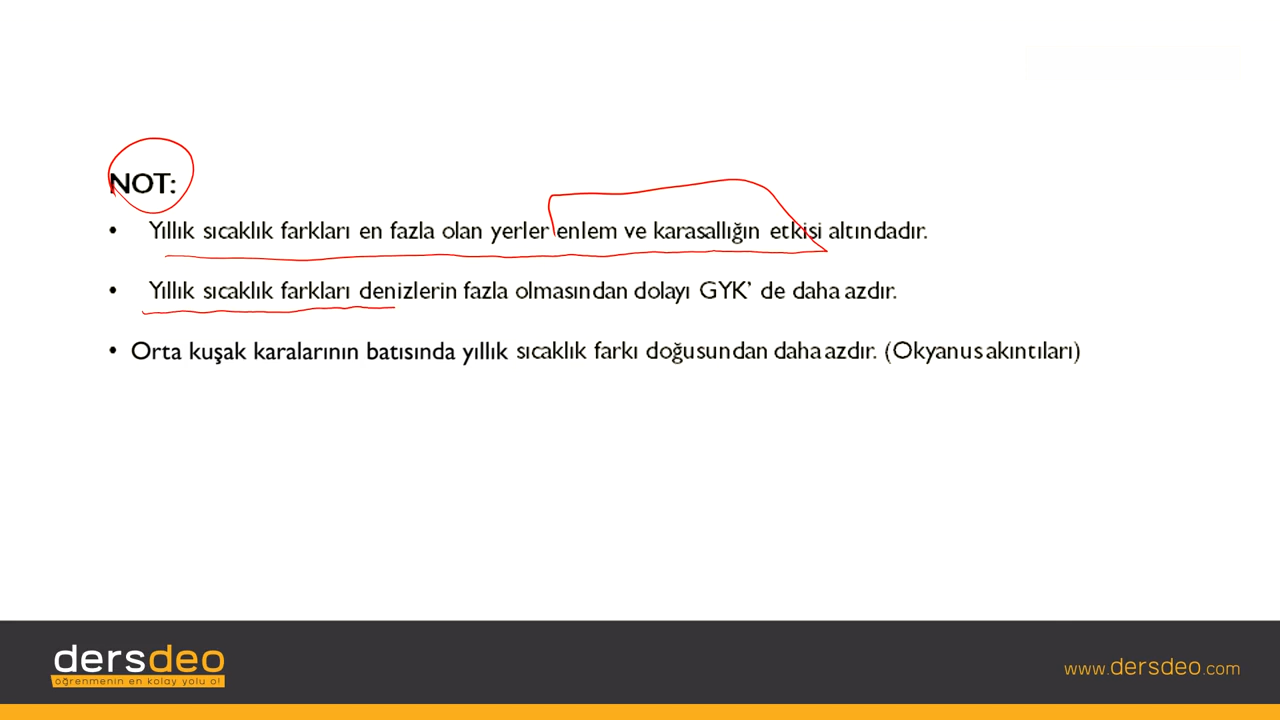 NOT:
• Yıllık sıcaklık farkları en fazla olan yerler enlem ve karasallığın etkisi altındadır.
• Yıllık sıcaklık farkları denizlerin fazla olmasından dolayı GYK’ de daha azdır.
• Orta kuşak karalarının batısında yıllık sıcaklık farkı doğusundan daha azdır. (Okyanus akıntıları)
dersdeo
öğrenmenin en kolay yolu o!
www.dersdeo.com